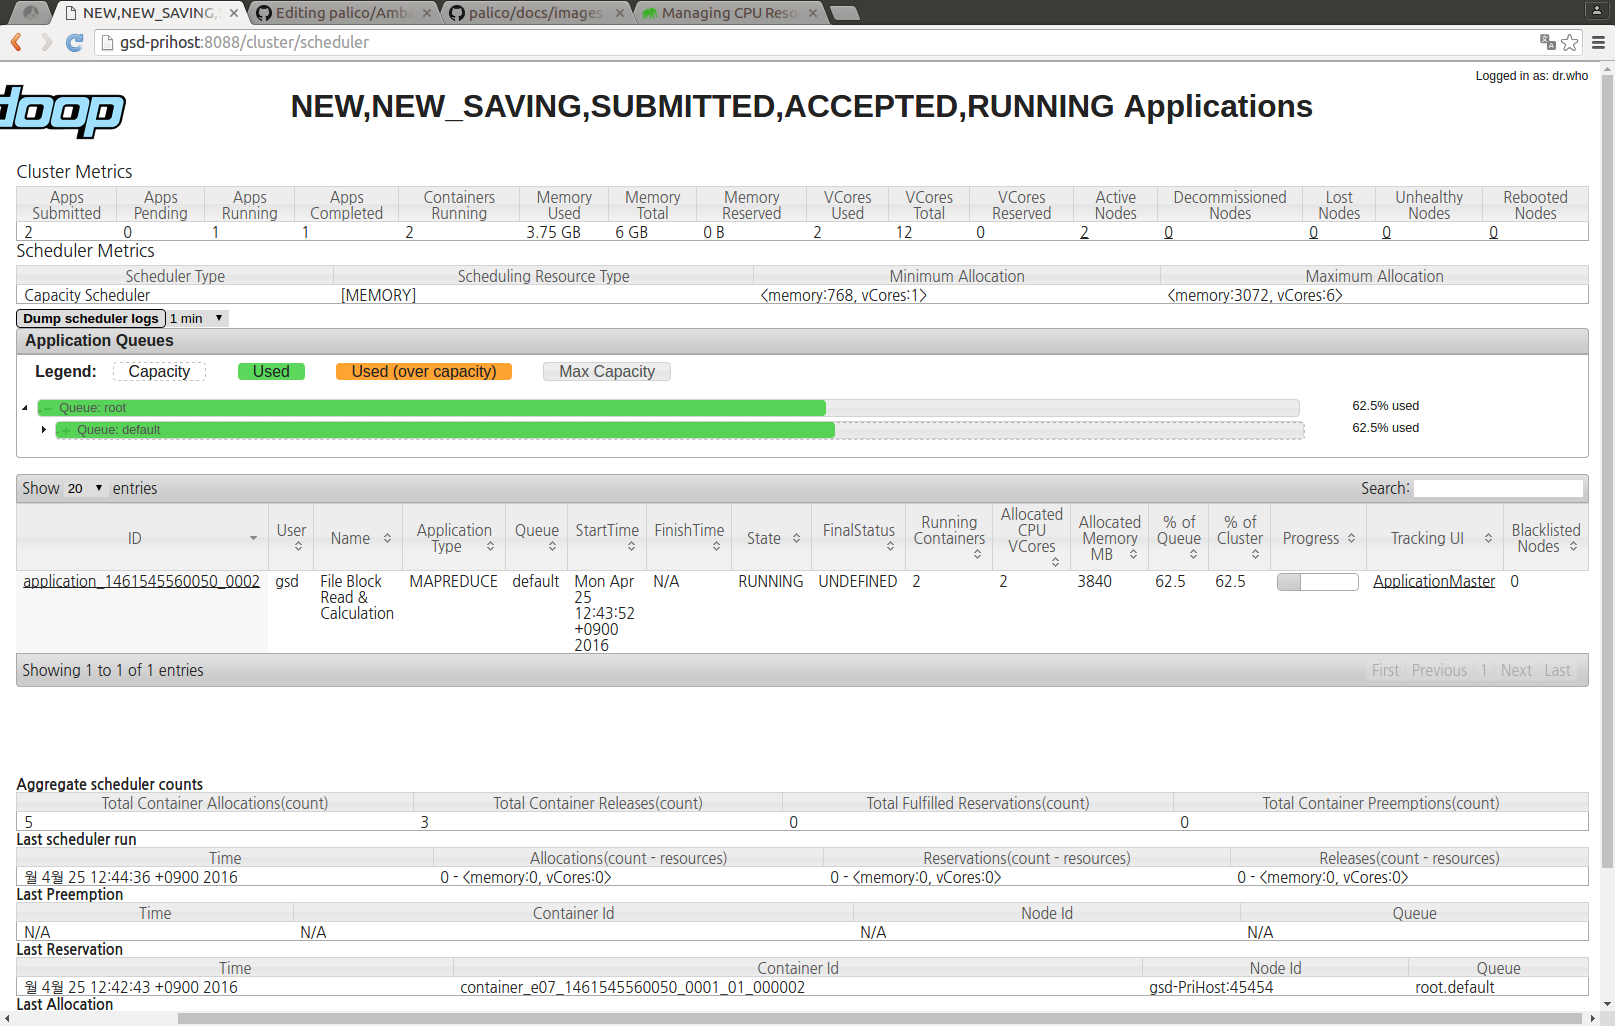 NEW,NEW_SAVING,
Editing palico/Amba
palico/docs/images
Managing CPU Reso
gsd-prihost:8088/cluster/scheduler
Logged in as: dr.who
doop
NEW,NEW_SAVING,SUBMITTED,ACCEPTED,RUNNING Applications
Cluster Metrics
Apps Submitted Apps Pending Apps Running Apps Completed Containers Running Memory Used Memory Total Memory Reserved VCores Used VCores Total VCores Reserved Active Nodes Decommissioned Nodes Lost Nodes Unhealthy Nodes Rebooted Nodes
2 0 1 1 2 3.75 GB 6 GB 0 B 2 12 0 2 0 0 0 0
Scheduler Metrics
Scheduler Type Scheduling Resource Type Minimum Allocation Maximum Allocation
Capacity Scheduler [MEMORY] <memory:768, vCores:1> <memory:3072, vCores:6>
Dump scheduler logs 1 min
Application Queues
Legend: Capacity Used Used (over capacity) Max Capacity
- Queue: root 62.5% used
+ Queue: default 62.5% used
Show 20 entries Search:
ID User Name Application Type Queue StartTime FinishTime State FinalStatus Running Containers Allocated CPU VCores Allocated Memory MB % of Queue % of Cluster Progress Tracking UI Blacklisted Nodes
application_1461545560050_0002 gsd File Block Read & Calculation MAPREDUCE default Mon Apr 25 12:43:52 +0900 2016 N/A RUNNING UNDEFINED 2 2 3840 62.5 62.5 ApplicationMaster 0
Showing 1 to 1 of 1 entries First Previous 1 Next Last
Aggregate scheduler counts
Total Container Allocations(count) Total Container Releases(count) Total Fulfilled Reservations(count) Total Container Preemptions(count)
5 3 0 0
Last scheduler run
Time Allocations(count - resources) Reservations(count - resources) Releases(count - resources)
월 4월 25 12:44:36 +0900 2016 0 - <memory:0, vCores:0> 0 - <memory:0, vCores:0> 0 - <memory:0, vCores:0>
Last Preemption
Time Container Id Node Id Queue
N/A N/A N/A N/A
Last Reservation
Time Container Id Node Id Queue
월 4월 25 12:42:43 +0900 2016 container_e07_1461545560050_0001_01_000002 gsd-PriHost:45454 root.default
Last Allocation